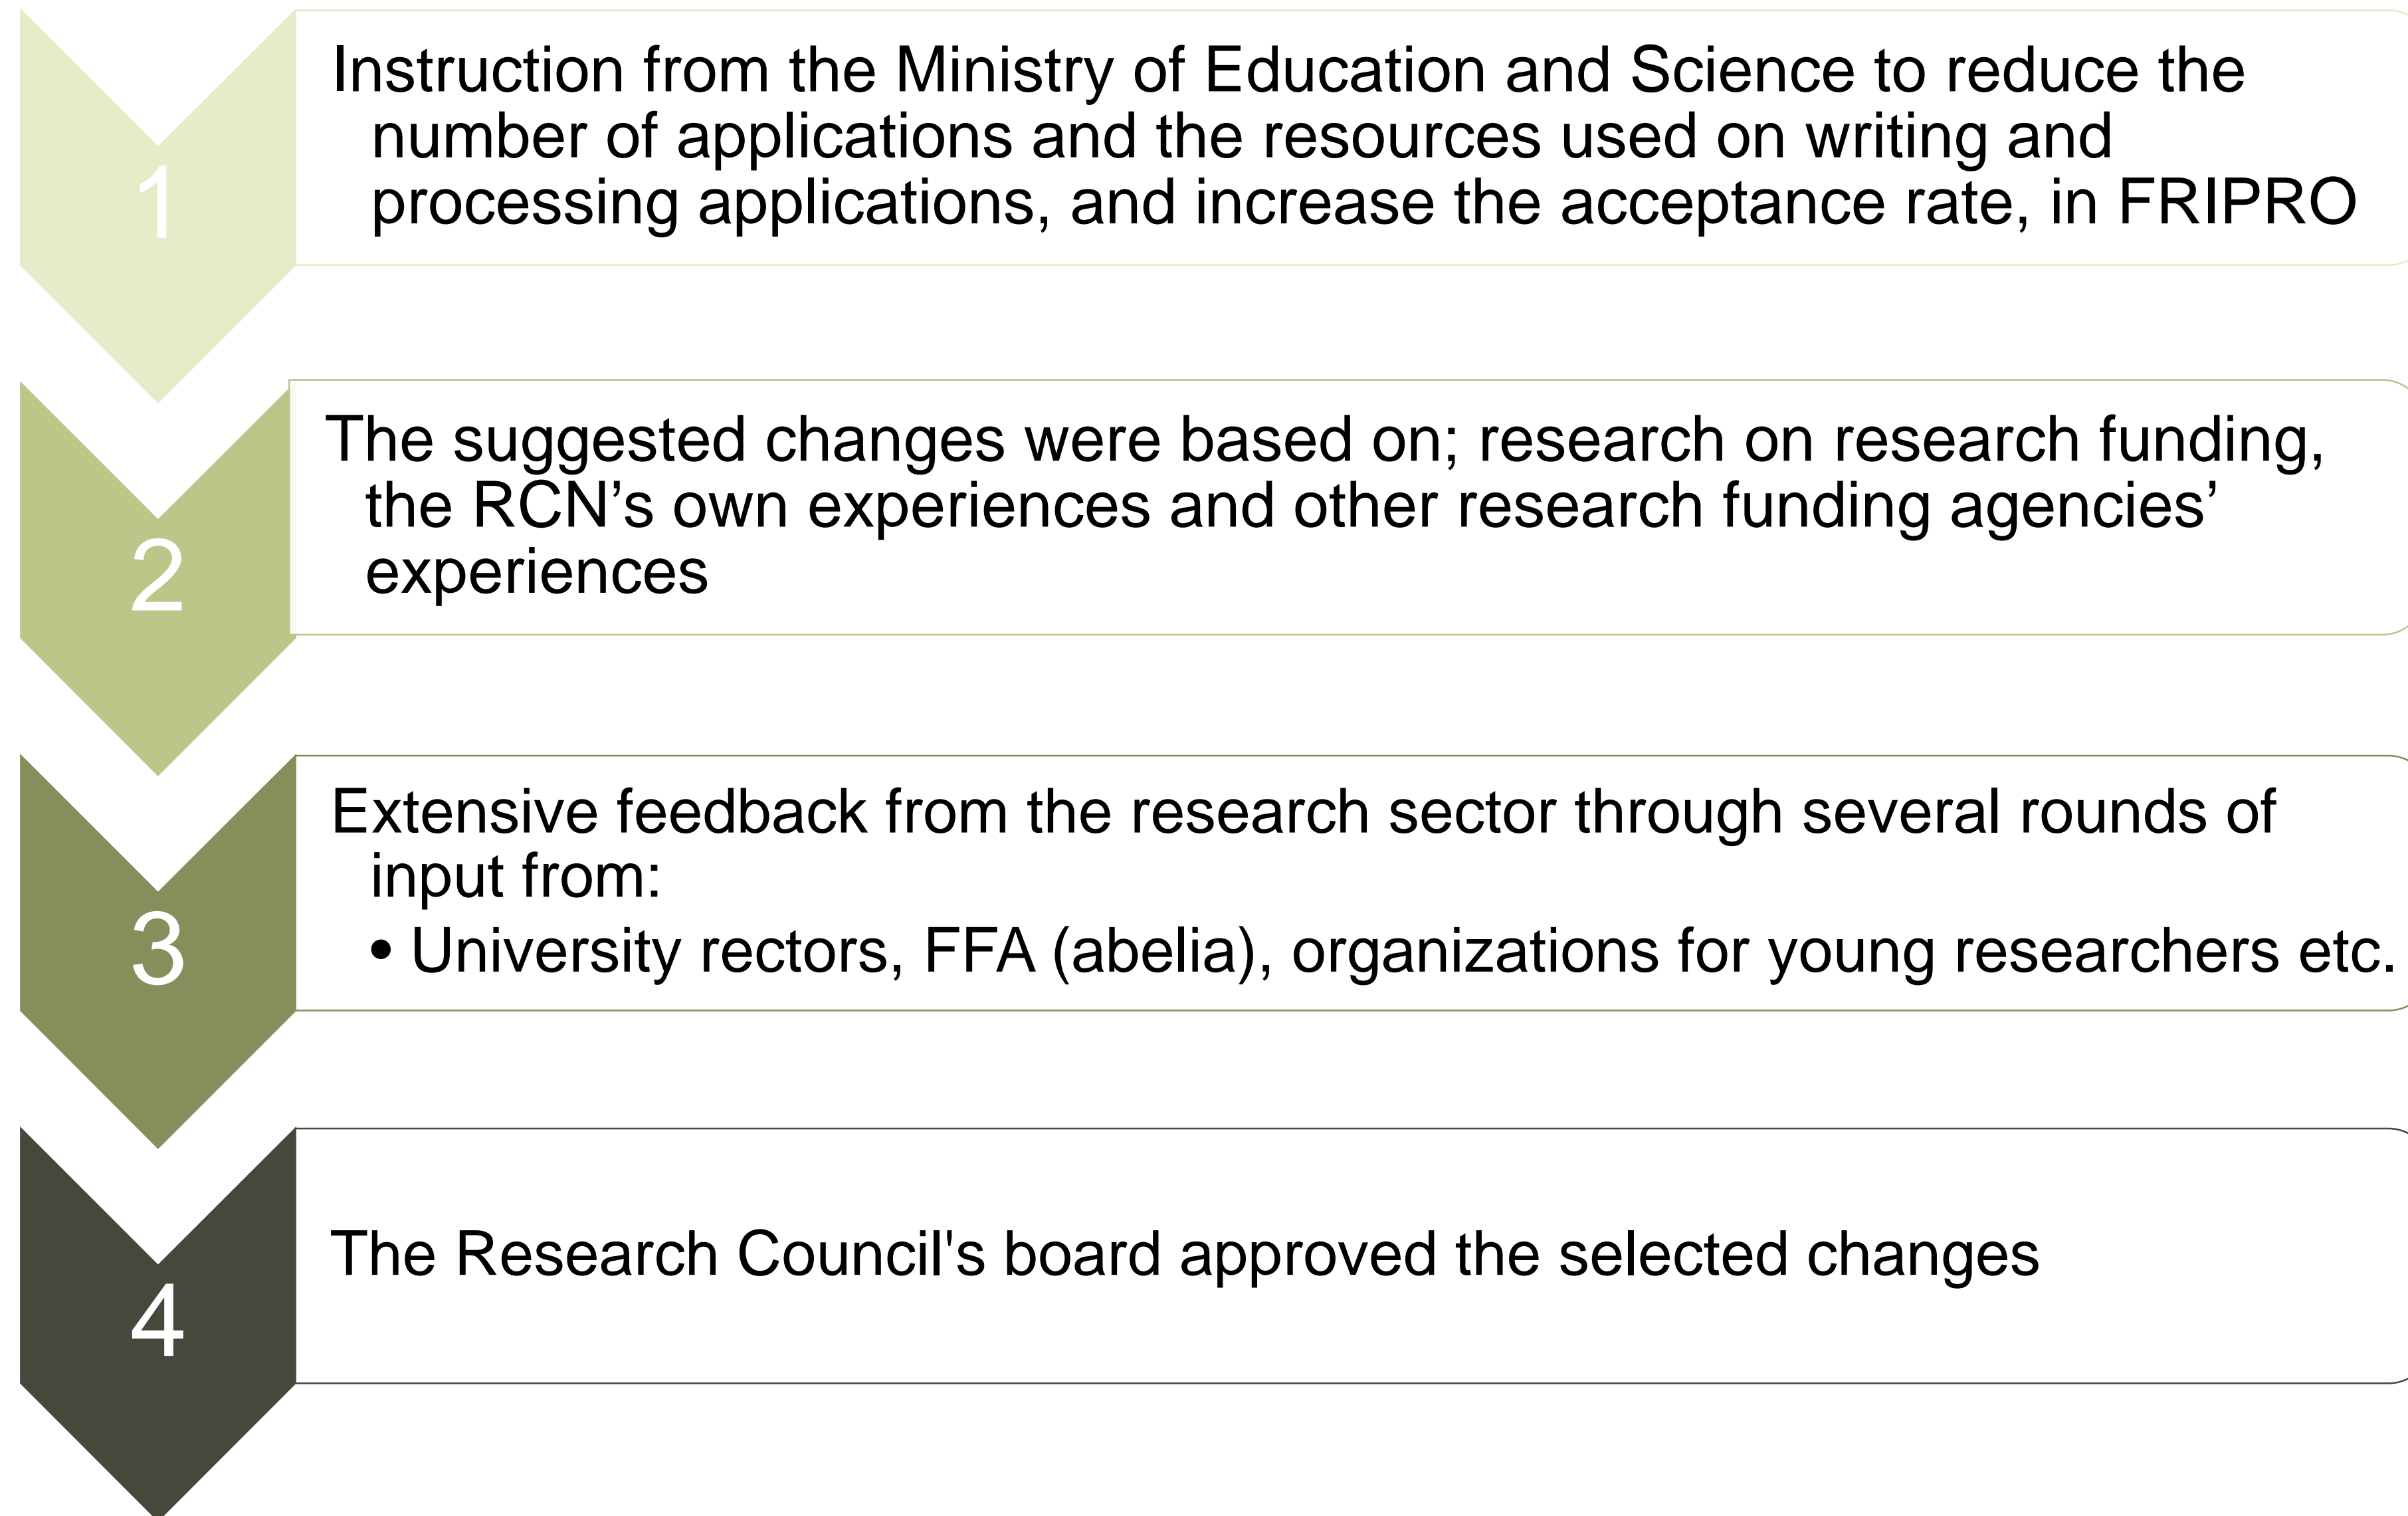 1
Instruction from the Ministry of Education and Science to reduce the
number of applications and the resources used on writing and
processing applications, and increase the acceptance rate, in FRIPRO
2
The suggested changes were based on; research on research funding,
the RCN’s own experiences and other research funding agencies’
experiences
3
Extensive feedback from the research sector through several rounds of
input from:
• University rectors, FFA (abelia), organizations for young researchers etc.
4
The Research Council's board approved the selected changes